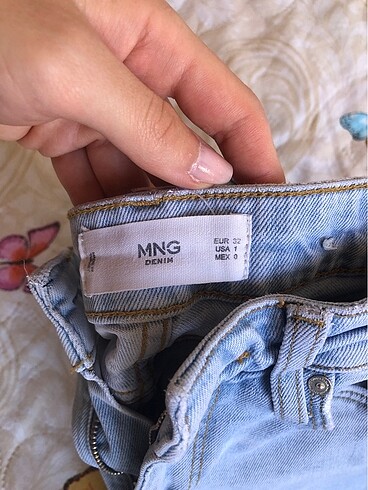 MNG
DENIM
EUR 32
USA 1
MEX 0